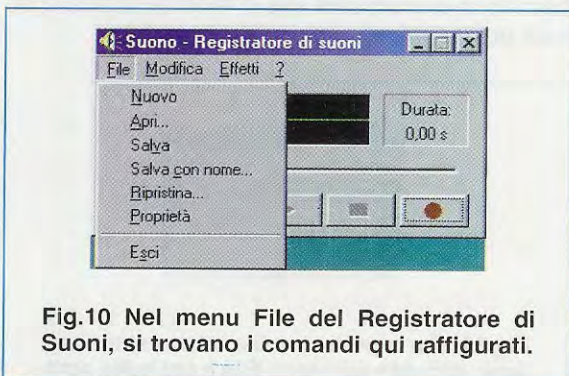 Suono - Registratore di suoni
File Modifica Effetti ?
Nuovo
Apri...
Salva
Salva con nome...
Ripristina...
Proprietà
Esci
Durata:
0,00 s
Fig.10 Nel menu File del Registratore di
Suoni, si trovano i comandi qui raffigurati.